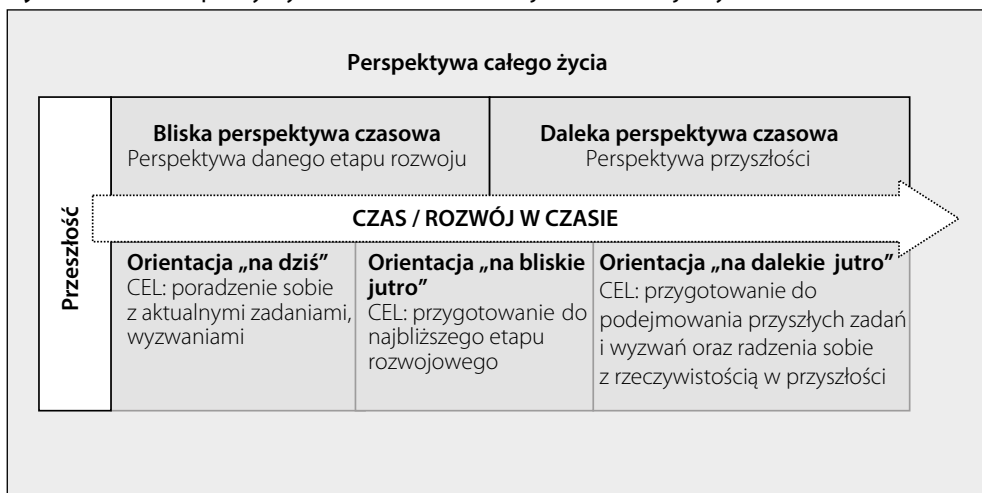 Perspektywa całego życia
Bliska perspektywa czasowa
Perspektywa danego etapu rozwoju
Daleka perspektywa czasowa
Perspektywa przyszłości
Przeszłość
CZAS / ROZWÓJ W CZASIE
Orientacja „na dziś”
CEL: poradzenie sobie
z aktualnymi zadaniami,
wyzwaniami
Orientacja „na bliskie
jutro”
CEL: przygotowanie do
najbliższego etapu
rozwojowego
Orientacja „na dalekie jutro”
CEL: przygotowanie do
podejmowania przyszłych zadań
i wyzwań oraz radzenia sobie
z rzeczywistością w przyszłości